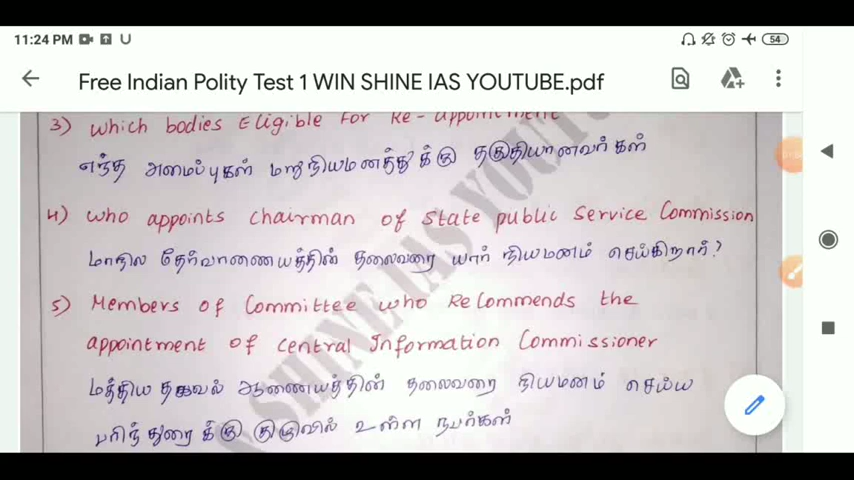 11:24 PM 54
Free Indian Polity Test 1 WIN SHINE IAS YOUTUBE.pdf
3) which bodies Eligible for Re-appointment
எந்த அமைப்புகள் மறுநியமனத்துக்கு தகுதியானவர்கள்
4) who appoints chairman of state public service Commission
மாநில தேர்வாணையத்தின் தலைவரை யார் நியமனம் செய்கிறார்?
5) Members of Committee who Recommends the
appointment of central Information Commissioner
மத்திய தகவல் ஆணையத்தின் தலைவரை நியமனம் செய்ய
பரிந்துரைக்கு குழுவில் உள்ள நபர்கள்
SHINE IAS YOU